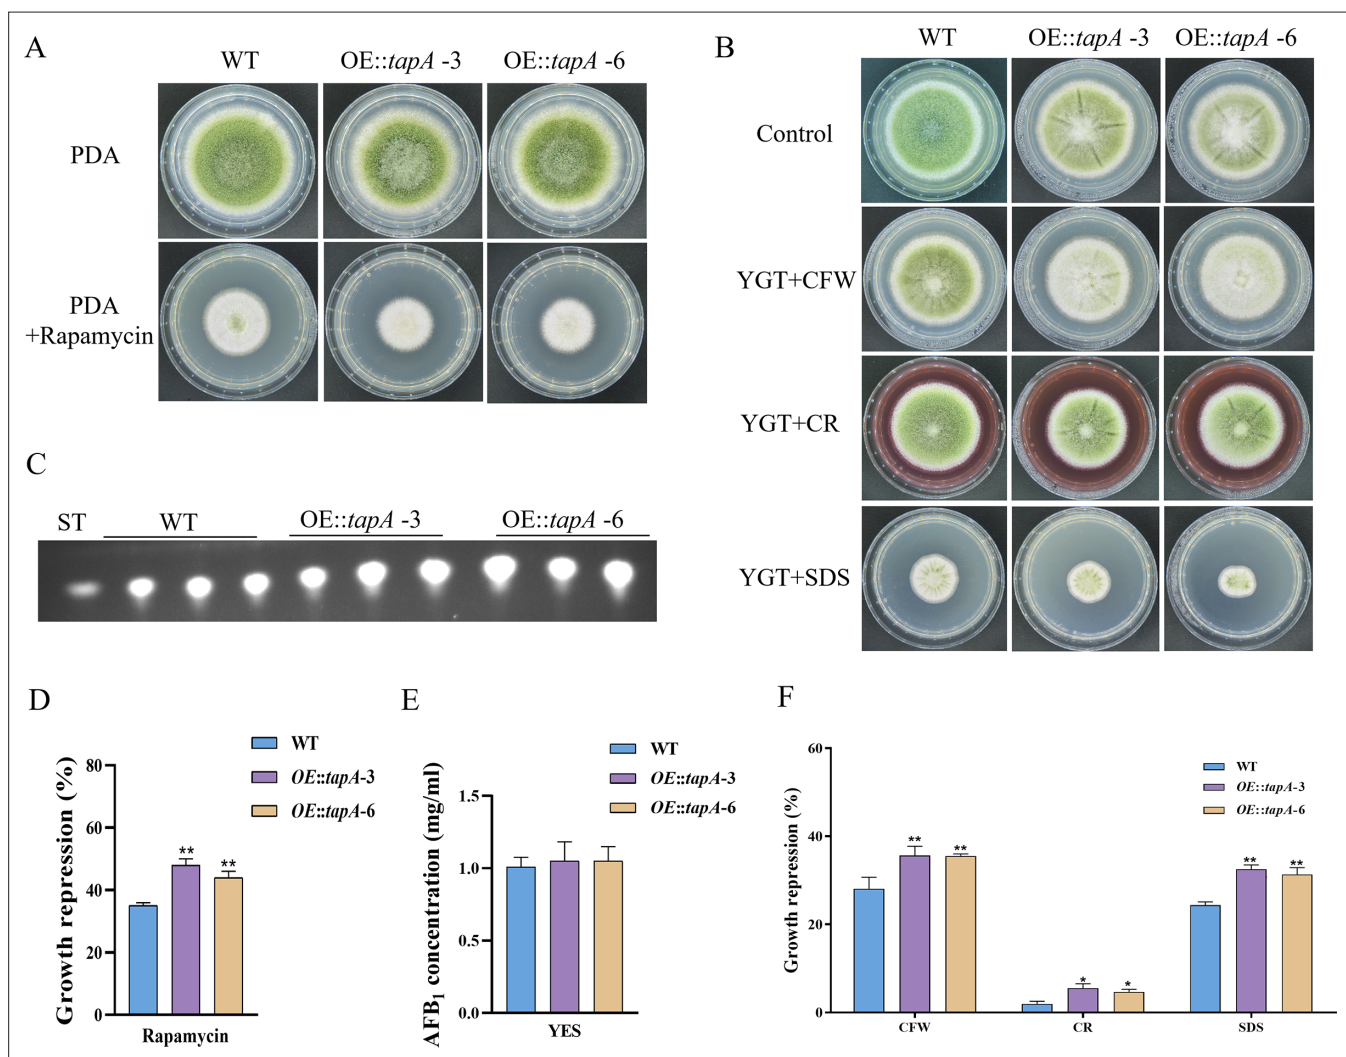 A
WT
OE::tapA -3
OE::tapA -6
PDA
PDA
+Rapamycin
B
WT
OE::tapA -3
OE::tapA -6
Control
YGT+CFW
YGT+CR
YGT+SDS
C
ST
WT
OE::tapA -3
OE::tapA -6
D
WT
OE::tapA-3
OE::tapA-6
Growth repression (%)
80
60
40
20
0
**
**
Rapamycin
E
WT
OE::tapA-3
OE::tapA-6
AFB1 concentration (mg/ml)
1.5
1.0
0.5
0.0
YES
F
WT
OE::tapA-3
OE::tapA-6
Growth repression (%)
60
40
20
0
**
**
*
*
**
**
CFW
CR
SDS